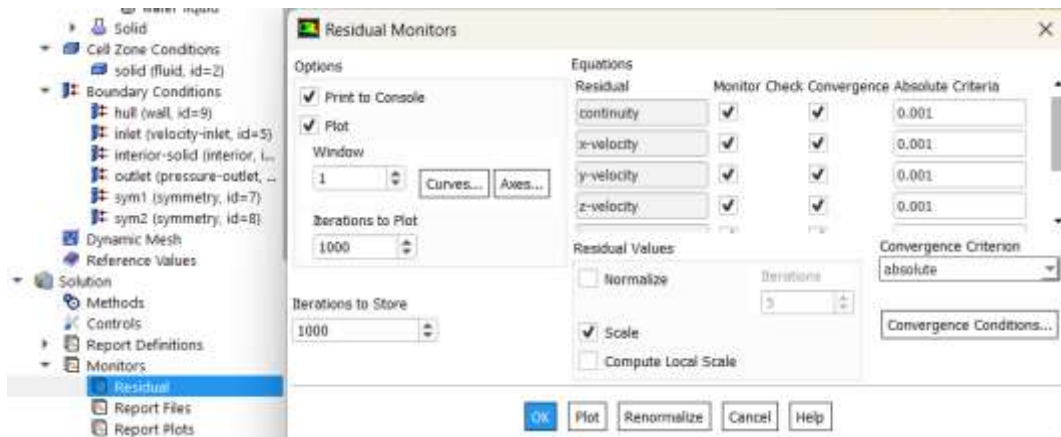 Solid
Cell Zone Conditions
solid (fluid, id=2)
Boundary Conditions
hull (wall, id=9)
inlet (velocity-inlet, id=5)
interior-solid (interior, i...
outlet (pressure-outlet, ...
sym1 (symmetry, id=7)
sym2 (symmetry, id=8)
Dynamic Mesh
Reference Values
Solution
Methods
Controls
Report Definitions
Monitors
Residual
Report Files
Report Plots
Residual Monitors
Options
Print to Console
Plot
Window
1
Curves... Axes...
Iterations to Plot
1000
Iterations to Store
1000
Equations
Residual Monitor Check Convergence Absolute Criteria
continuity 0.001
x-velocity 0.001
y-velocity 0.001
z-velocity 0.001
Residual Values
Normalize
Iterations
5
Scale
Compute Local Scale
Convergence Criterion
absolute
Convergence Conditions...
OK Plot Renormalize Cancel Help